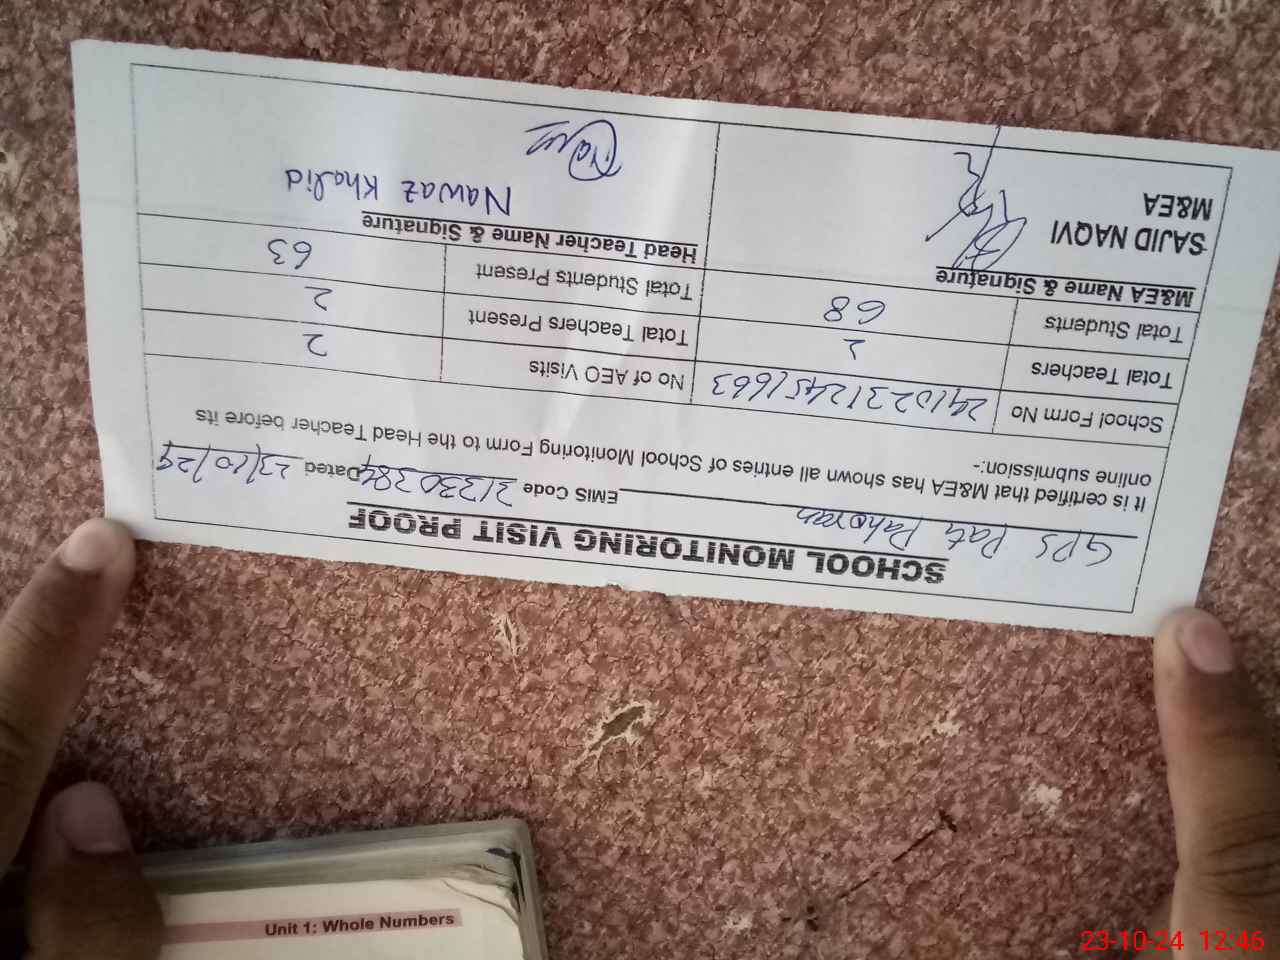 SCHOOL MONITORING VISIT PROOF
GPS Pati Pahoran EMIS Code 31330384 Dated 23/10/24
It is certified that M&EA has shown all entries of School Monitoring Form to the Head Teacher before its
online submission:-
School Form No 24102312451663 No of AEO Visits 2
Total Teachers 2 Total Teachers Present 2
Total Students 68 Total Students Present 63
M&EA Name & Signature Head Teacher Name & Signature
SAJID NAQVI Nawaz Khalid
M&EA
Unit 1: Whole Numbers
23-10-24 12:46